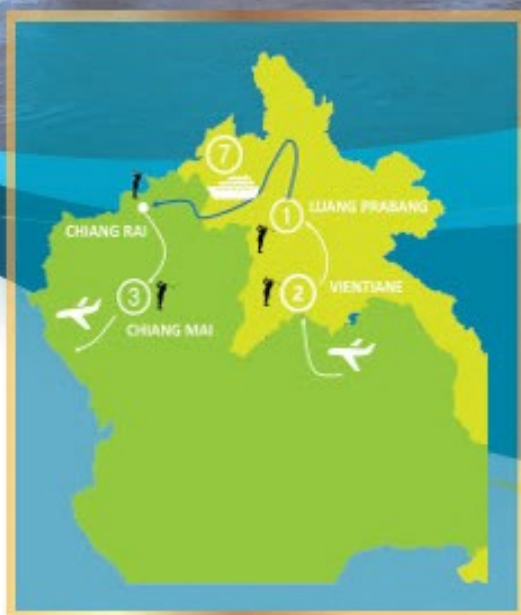 7
1
LUANG PRABANG
CHIANG RAI
2
VIENTIANE
3
CHIANG MAI